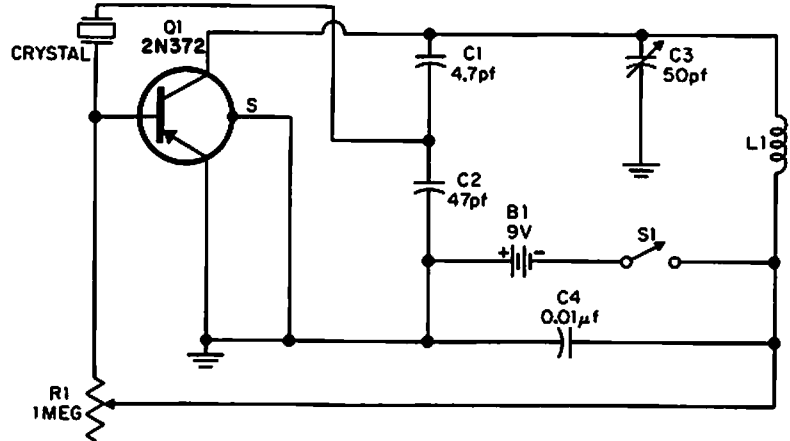 CRYSTAL
Q1
2N372
S
C1
4.7pf
C2
47pf
C3
50pf
L1
B1
9V
+ -
S1
C4
0.01µf
R1
1MEG